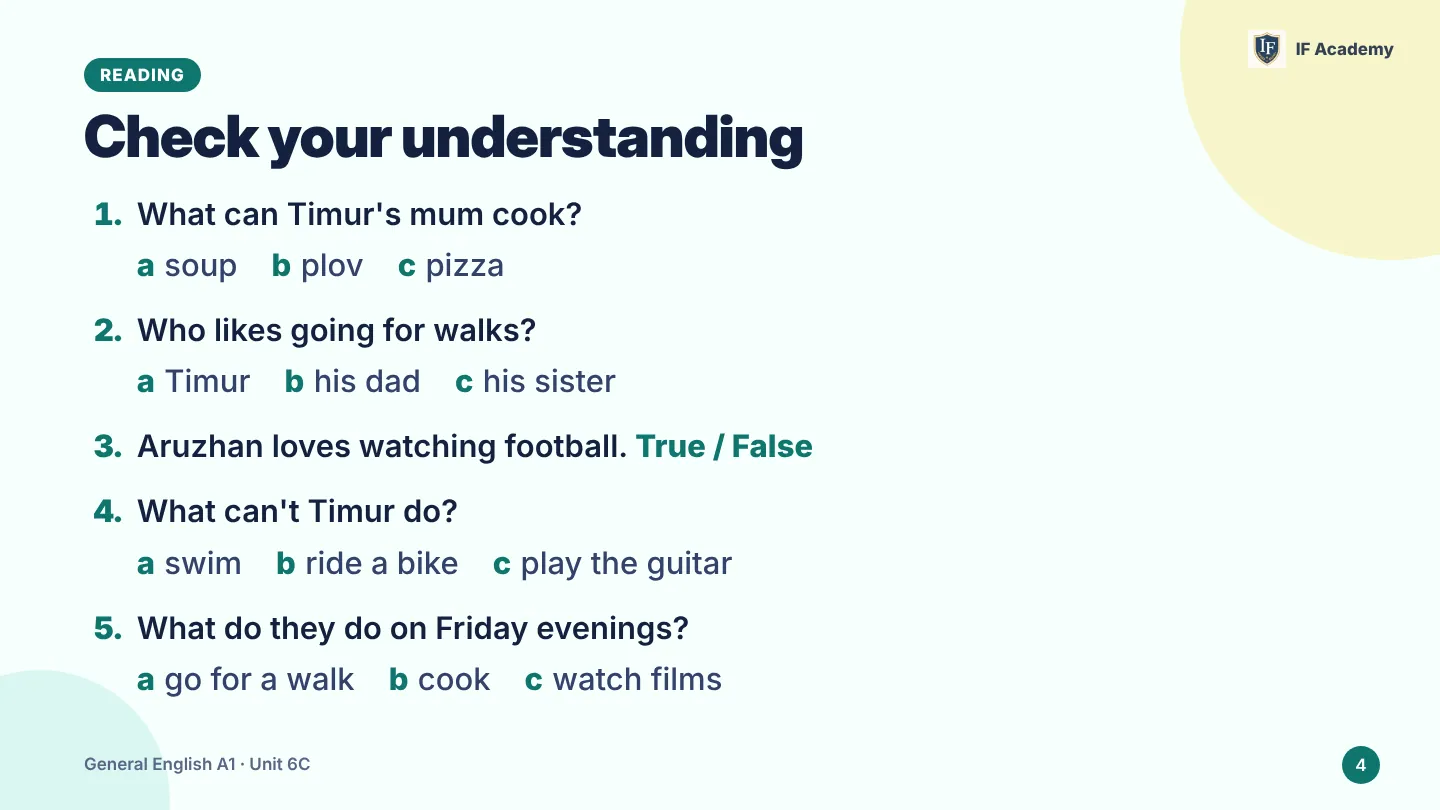 IF
IF Academy
READING
Check your understanding
1. What can Timur's mum cook?
a soup b plov c pizza
2. Who likes going for walks?
a Timur b his dad c his sister
3. Aruzhan loves watching football. True / False
4. What can't Timur do?
a swim b ride a bike c play the guitar
5. What do they do on Friday evenings?
a go for a walk b cook c watch films
General English A1 · Unit 6C
4